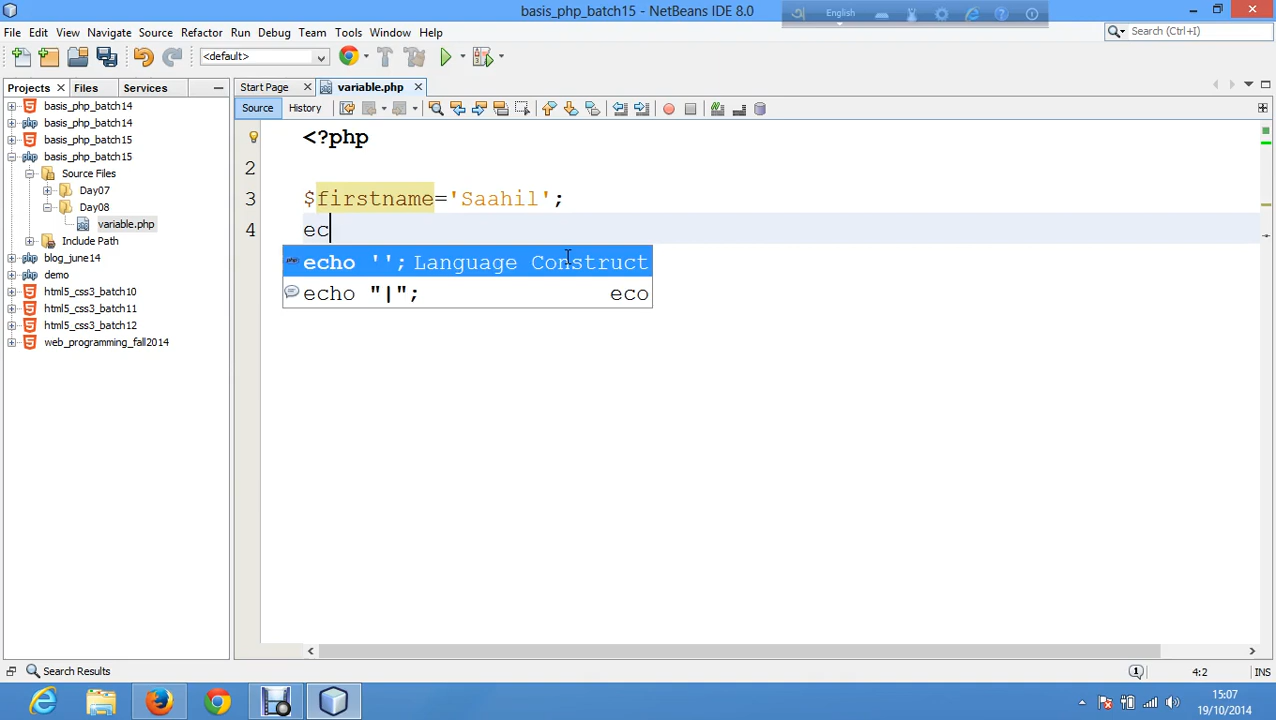 basis_php_batch15 - NetBeans IDE 8.0
English
File Edit View Navigate Source Refactor Run Debug Team Tools Window Help
Search (Ctrl+I)
<default>
Projects Files Services
Start Page variable.php
Source History
basis_php_batch14
basis_php_batch14
basis_php_batch15
basis_php_batch15
Source Files
Day07
Day08
variable.php
Include Path
blog_june14
demo
html5_css3_batch10
html5_css3_batch11
html5_css3_batch12
web_programming_fall2014
<?php
2
3 $firstname='Saahil';
4 ec
echo ''; Language Construct
echo "|"; eco
Search Results
1 4:2 INS
15:07
19/10/2014